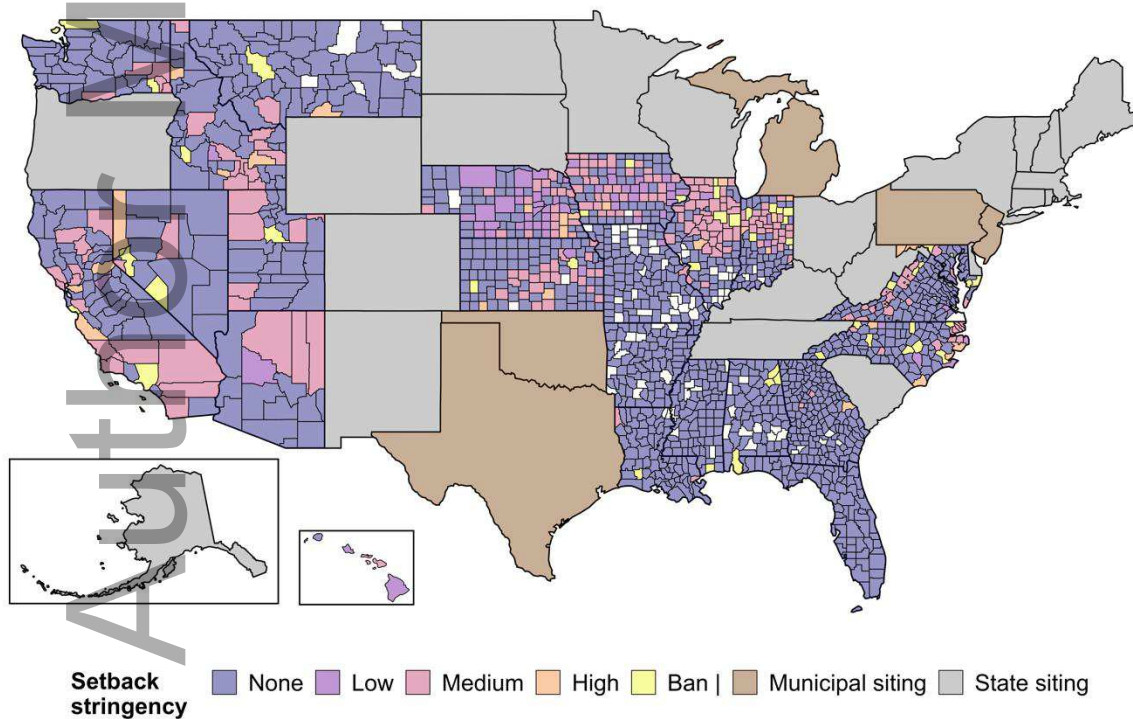 Author M
Setback
stringency
None Low Medium High Ban | Municipal siting State siting